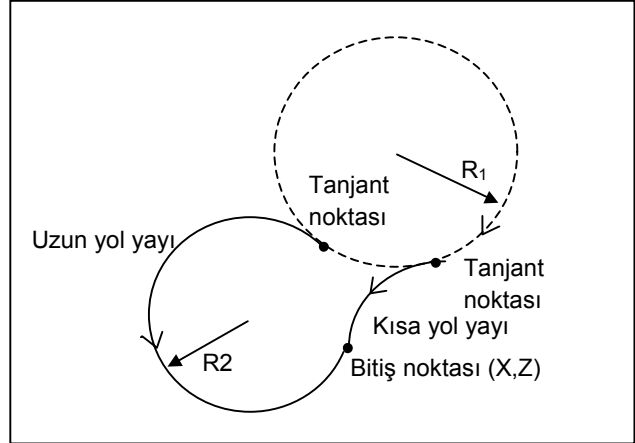 R₁
Tanjant
noktası
Uzun yol yayı
Tanjant
noktası
Kısa yol yayı
R2
Bitiş noktası (X,Z)